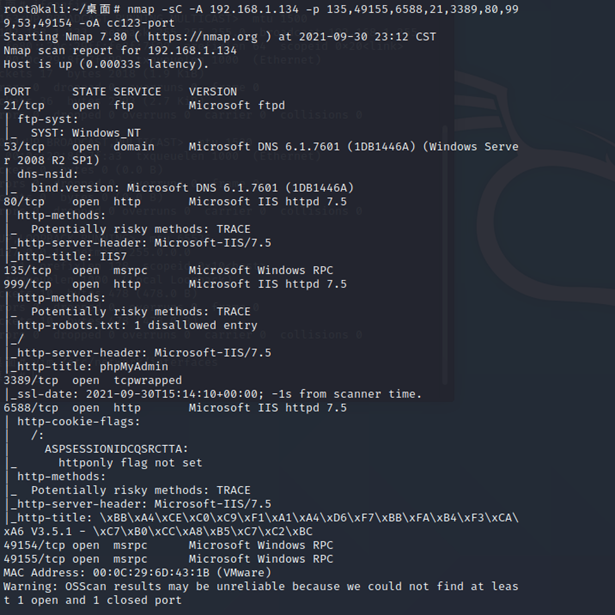 root@kali:~/桌面# nmap -sC -A 192.168.1.134 -p 135,49155,6588,21,3389,80,99
9,53,49154 -oA cc123-port
Starting Nmap 7.80 ( https://nmap.org ) at 2021-09-30 23:12 CST
Nmap scan report for 192.168.1.134
Host is up (0.00033s latency).
PORT      STATE SERVICE    VERSION
21/tcp    open  ftp        Microsoft ftpd
| ftp-syst:
|_  SYST: Windows_NT
53/tcp    open  domain     Microsoft DNS 6.1.7601 (1DB1446A) (Windows Serve
r 2008 R2 SP1)
| dns-nsid:
|_  bind.version: Microsoft DNS 6.1.7601 (1DB1446A)
80/tcp    open  http       Microsoft IIS httpd 7.5
| http-methods:
|_  Potentially risky methods: TRACE
|_http-server-header: Microsoft-IIS/7.5
|_http-title: IIS7
135/tcp   open  msrpc      Microsoft Windows RPC
999/tcp   open  http       Microsoft IIS httpd 7.5
| http-methods:
|_  Potentially risky methods: TRACE
| http-robots.txt: 1 disallowed entry
|_/
|_http-server-header: Microsoft-IIS/7.5
|_http-title: phpMyAdmin
3389/tcp  open  tcpwrapped
|_ssl-date: 2021-09-30T15:14:10+00:00; -1s from scanner time.
6588/tcp  open  http       Microsoft IIS httpd 7.5
| http-cookie-flags:
|   /:
|     ASPSESSIONIDCQSRCTTA:
|_      httponly flag not set
| http-methods:
|_  Potentially risky methods: TRACE
|_http-server-header: Microsoft-IIS/7.5
|_http-title: \xBB\xA4\xCE\xC0\xC9\xF1\xA1\xA4\xD6\xF7\xBB\xFA\xB4\xF3\xCA\
xA6 V3.5.1 - \xC7\xB0\xCC\xA8\xB5\xC7\xC2\xBC
49154/tcp open  msrpc      Microsoft Windows RPC
49155/tcp open  msrpc      Microsoft Windows RPC
MAC Address: 00:0C:29:6D:43:1B (VMware)
Warning: OSScan results may be unreliable because we could not find at leas
t 1 open and 1 closed port